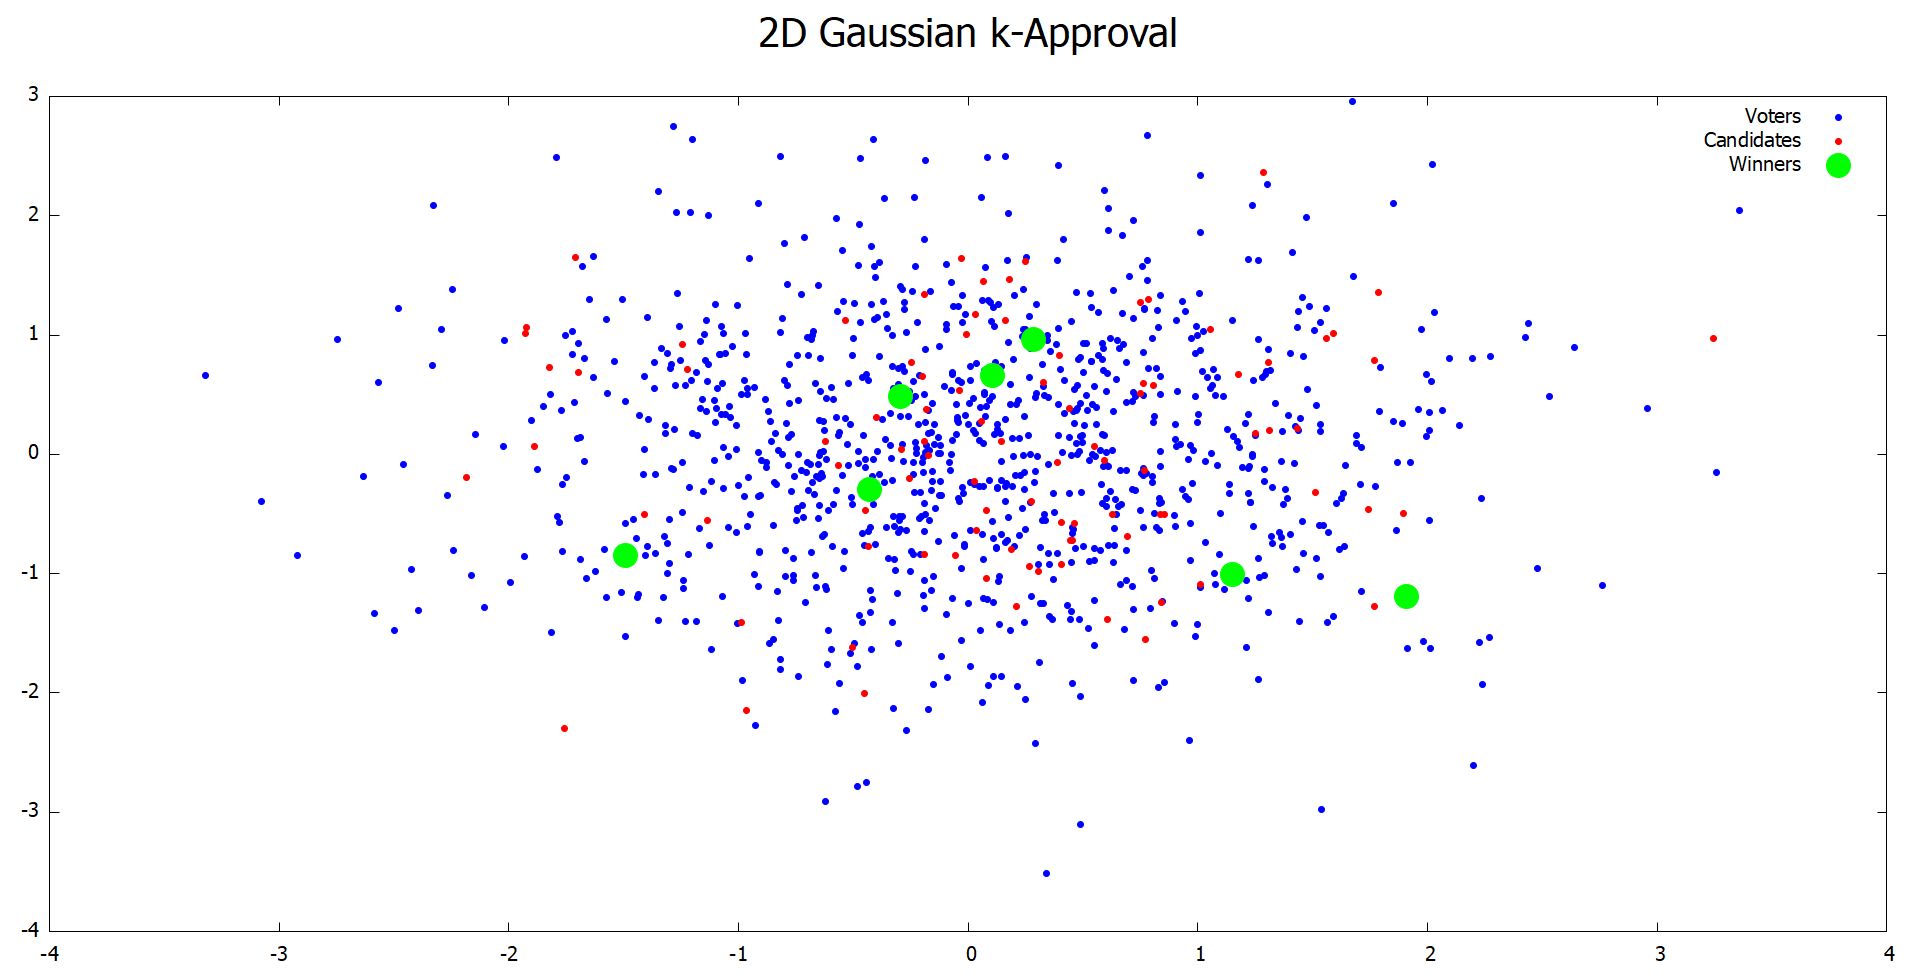 2D Gaussian k-Approval
3
Voters
Candidates
Winners
2
1
0
-1
-2
-3
-4
-4 -3 -2 -1 0 1 2 3 4